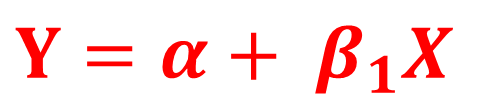 Y = α + β₁X